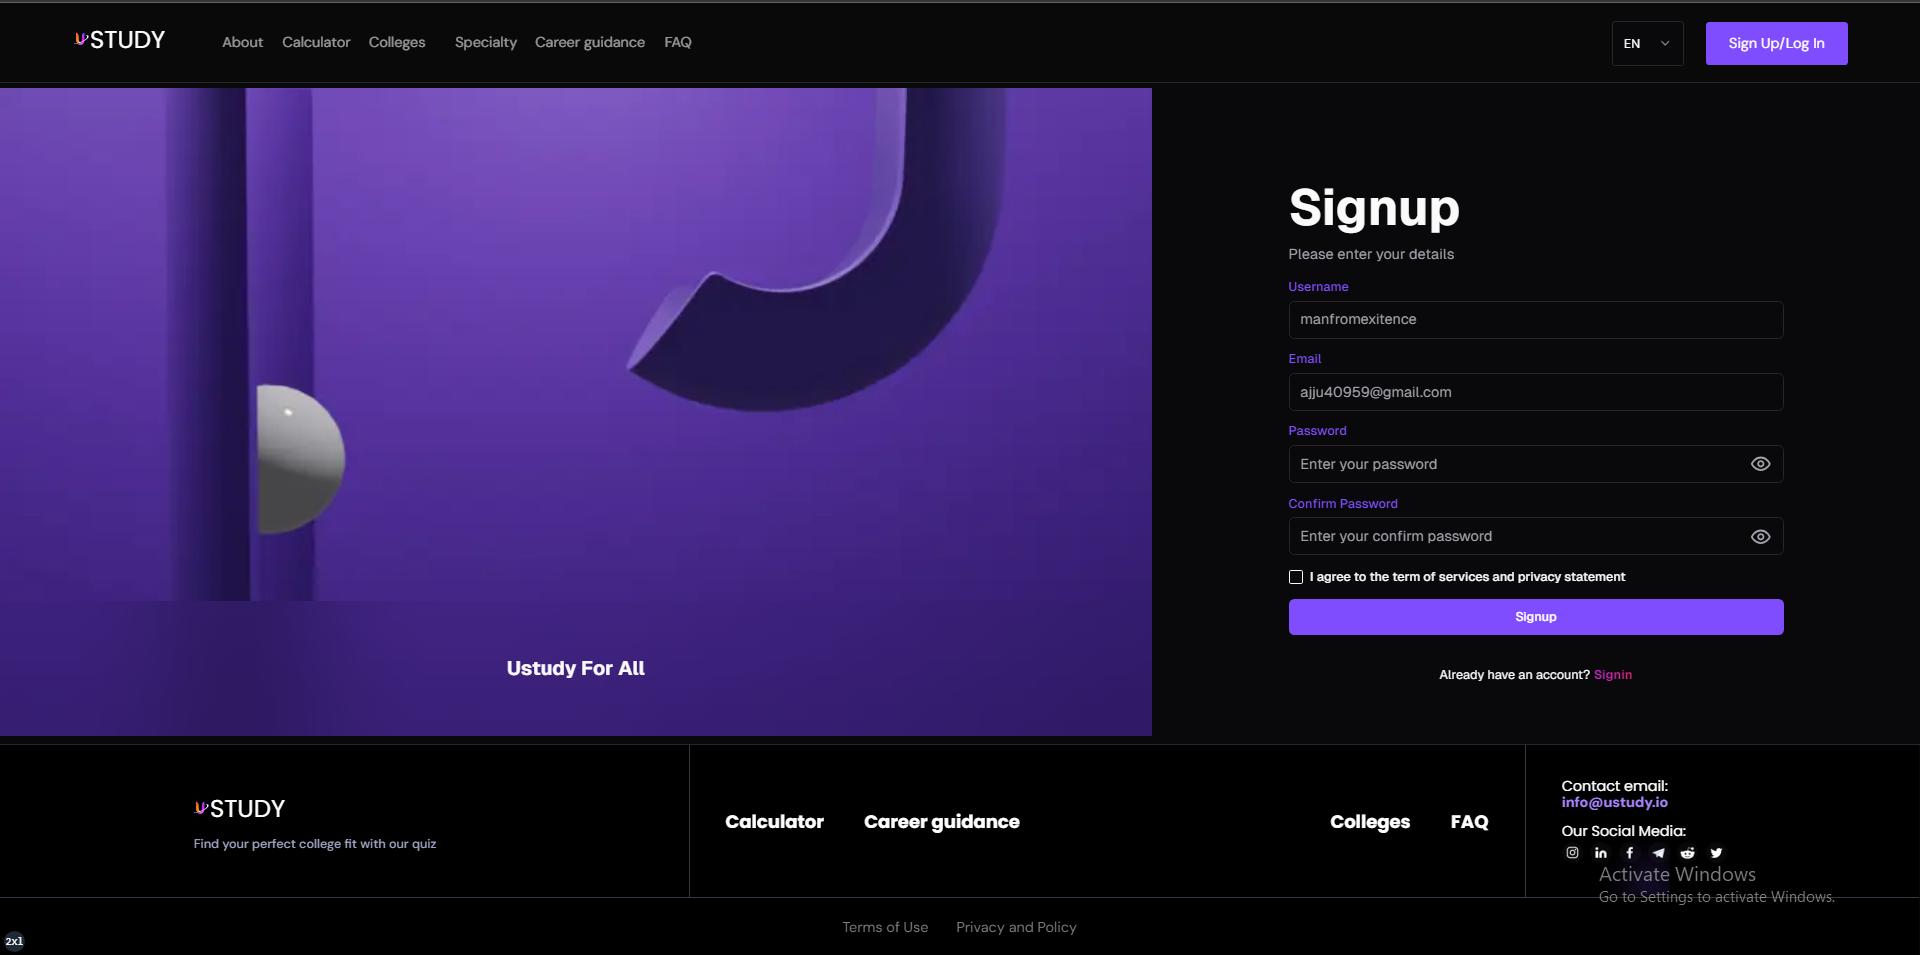 STUDY
About Calculator Colleges Specialty Career guidance FAQ
EN
Sign Up/Log In
Signup
Please enter your details
Username
manfromexitence
Email
ajju40959@gmail.com
Password
Enter your password
Confirm Password
Enter your confirm password
I agree to the term of services and privacy statement
Signup
Already have an account? Signin
Ustudy For All
STUDY
Find your perfect college fit with our quiz
Calculator Career guidance Colleges FAQ
Contact email:
info@ustudy.io
Our Social Media:
Activate Windows
Go to Settings to activate Windows.
Terms of Use Privacy and Policy
2xl